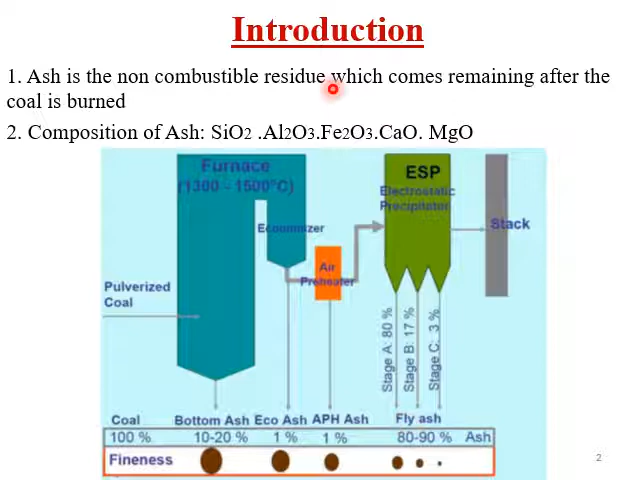 Introduction
1. Ash is the non combustible residue which comes remaining after the
coal is burned
2. Composition of Ash: SiO2 .Al2O3.Fe2O3.CaO. MgO
Furnace
(1300 - 1500°C)
Economizer
Air
Preheater
ESP
Electrostatic
Precipitator
Stack
Pulverized
Coal
Stage A: 80 %
Stage B: 17 %
Stage C: 3 %
Coal Bottom Ash Eco Ash APH Ash Fly ash
100 % 10-20 % 1 % 1 % 80-90 % Ash
Fineness
2